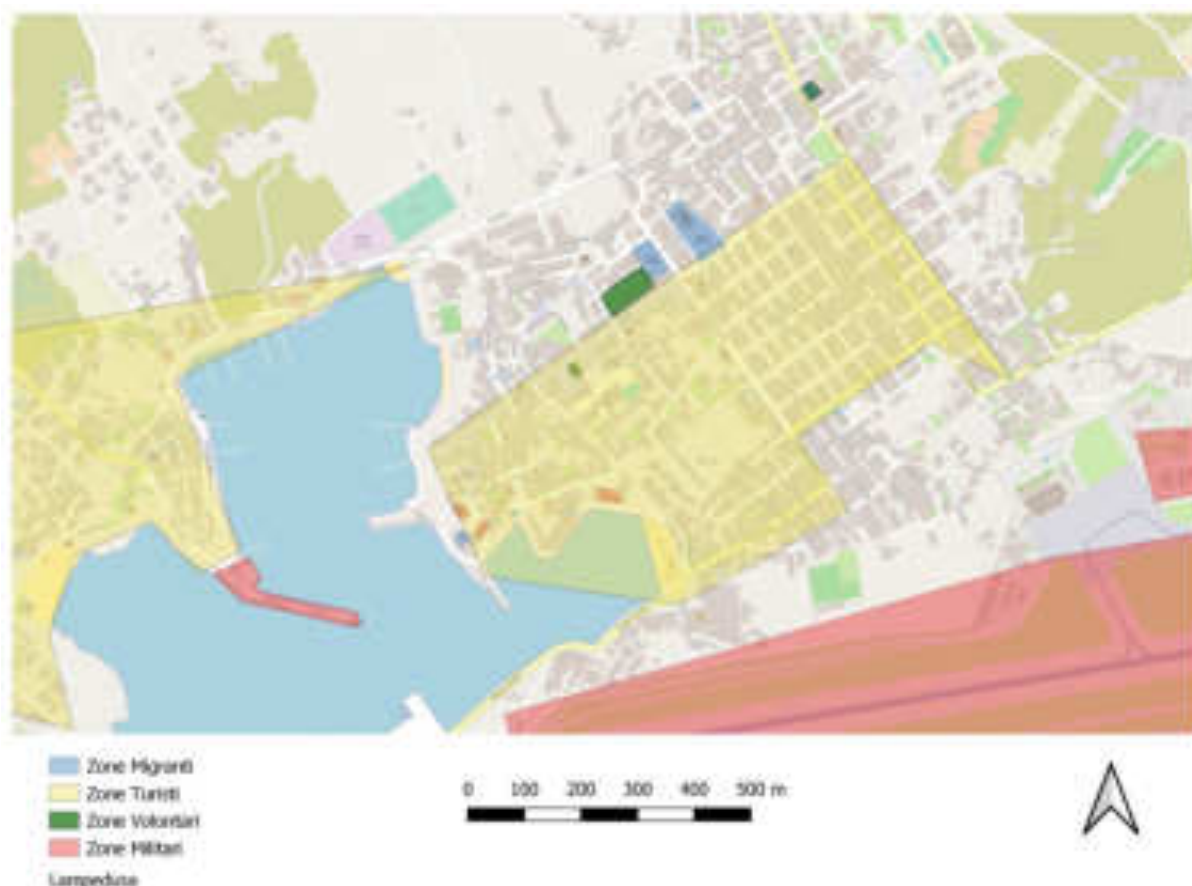 Zone Migranti
Zone Turisti
Zone Volontari
Zone Militari
Lampedusa
0 100 200 300 400 500 m